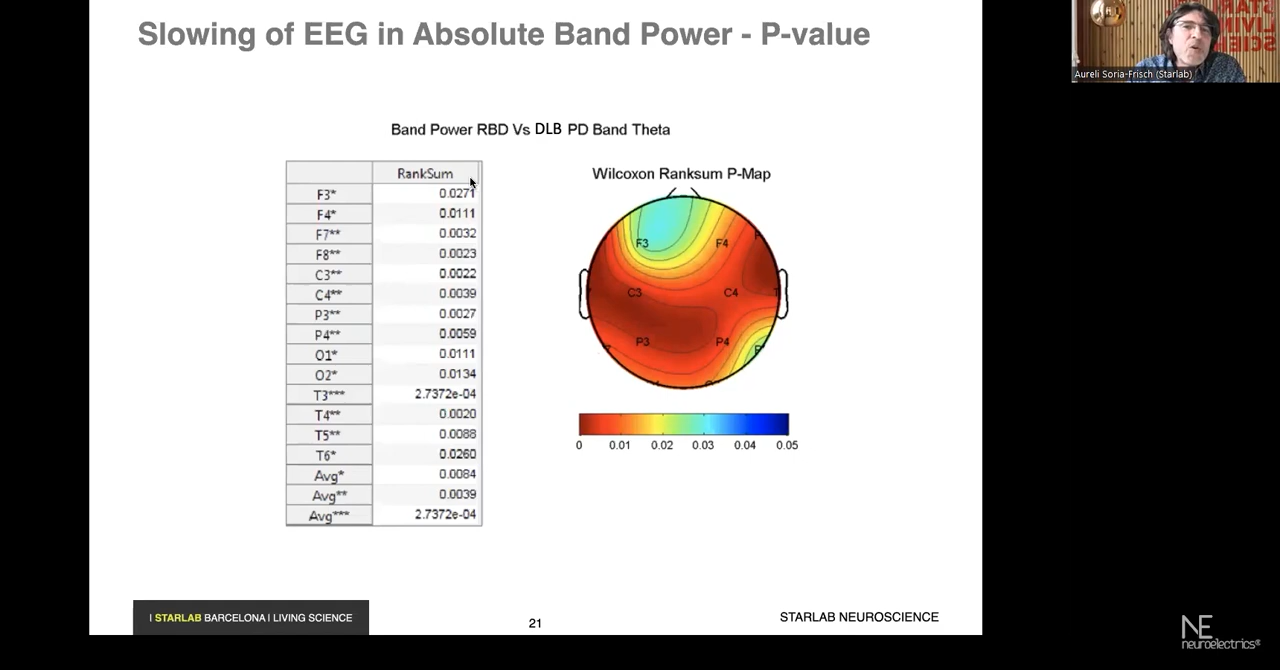 Slowing of EEG in Absolute Band Power - P-value
Aureli Soria-Frisch (Starlab)
Band Power RBD Vs DLB PD Band Theta
RankSum
F3* 0.0271
F4* 0.0111
F7** 0.0032
F8** 0.0023
C3** 0.0022
C4** 0.0039
P3** 0.0027
P4** 0.0059
O1* 0.0111
O2* 0.0134
T3*** 2.7372e-04
T4** 0.0020
T5** 0.0088
T6* 0.0260
Avg* 0.0084
Avg** 0.0039
Avg*** 2.7372e-04
Wilcoxon Ranksum P-Map
F3 F4
C3 C4
P3 P4
0 0.01 0.02 0.03 0.04 0.05
| STARLAB BARCELONA | LIVING SCIENCE
21
STARLAB NEUROSCIENCE
NE
neuroelectrics®